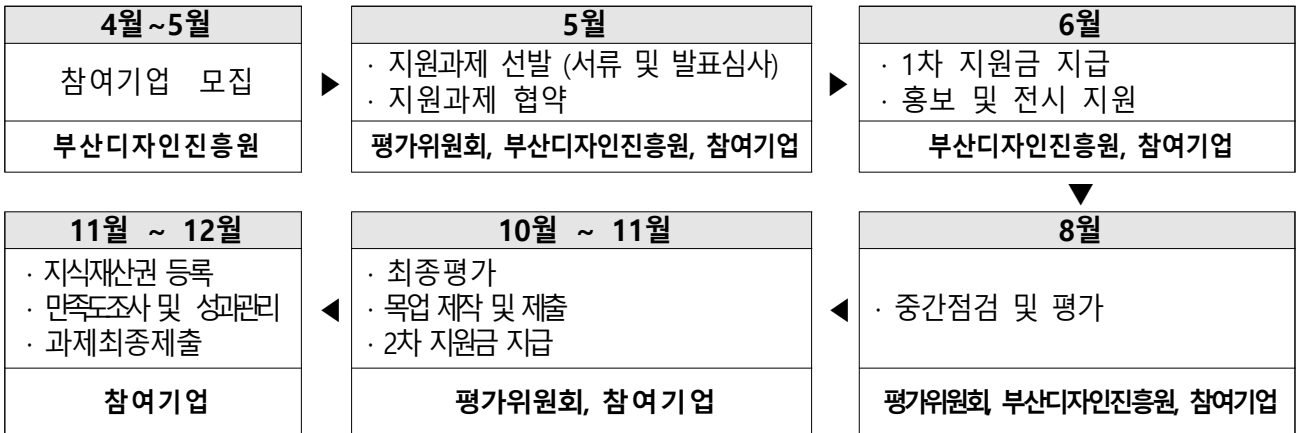 4월~5월
참여기업 모집
부산디자인진흥원
▶
5월
· 지원과제 선발 (서류 및 발표심사)
· 지원과제 협약
평가위원회, 부산디자인진흥원, 참여기업
▶
6월
· 1차 지원금 지급
· 홍보 및 전시 지원
부산디자인진흥원, 참여기업
▼
8월
· 중간점검 및 평가
평가위원회, 부산디자인진흥원, 참여기업
◀
10월 ~ 11월
· 최종평가
· 목업 제작 및 제출
· 2차 지원금 지급
평가위원회, 참여기업
◀
11월 ~ 12월
· 지식재산권 등록
· 만족도조사 및 성과관리
· 과제최종제출
참여기업